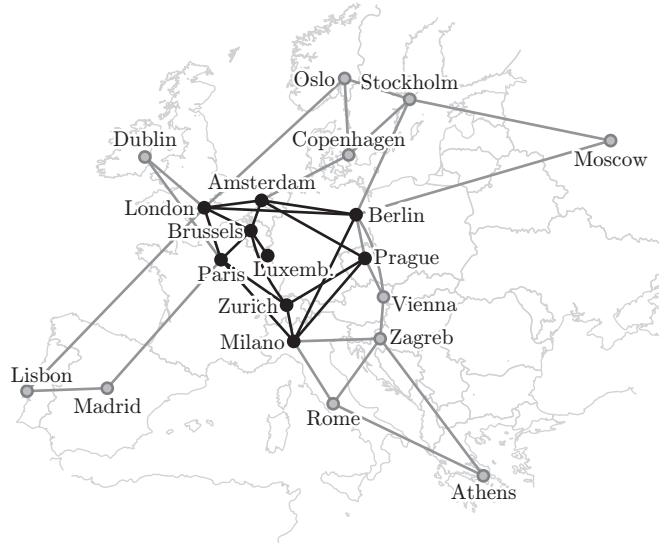 Oslo
Stockholm
Dublin
Copenhagen
Moscow
Amsterdam
London
Berlin
Brussels
Paris
Luxemb.
Prague
Zurich
Vienna
Milano
Zagreb
Lisbon
Madrid
Rome
Athens